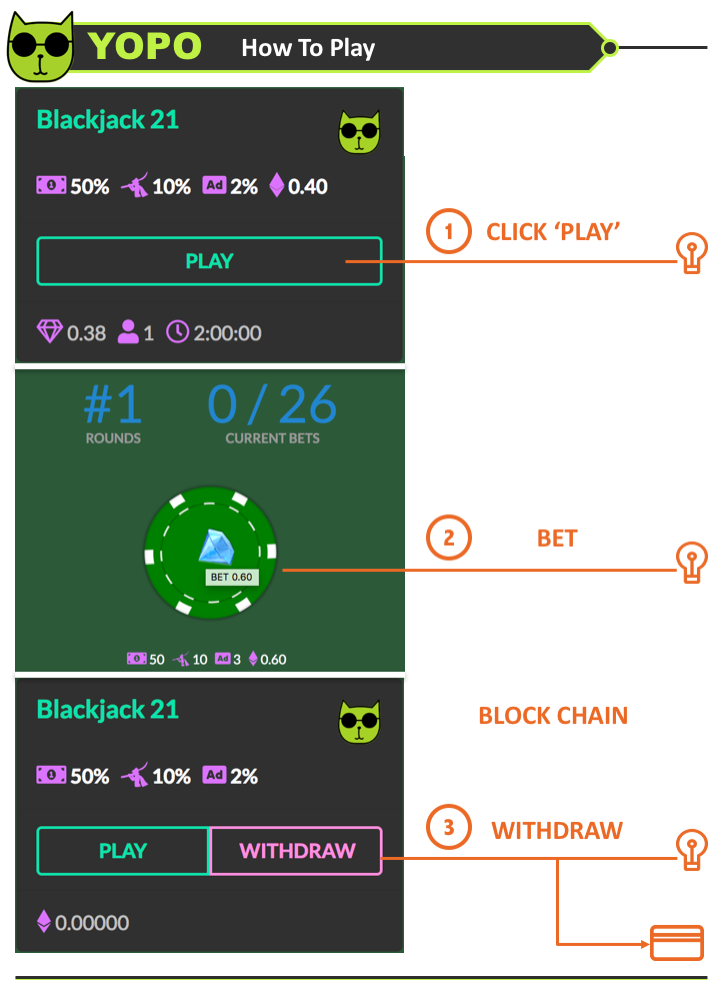 YOPO How To Play
Blackjack 21
50% 10% Ad 2% 0.40
PLAY
0.38 1 2:00:00
1 CLICK ‘PLAY’
#1 0 / 26
ROUNDS CURRENT BETS
BET 0.60
50 10 Ad 3 0.60
2 BET
Blackjack 21
50% 10% Ad 2%
PLAY WITHDRAW
0.00000
BLOCK CHAIN
3 WITHDRAW